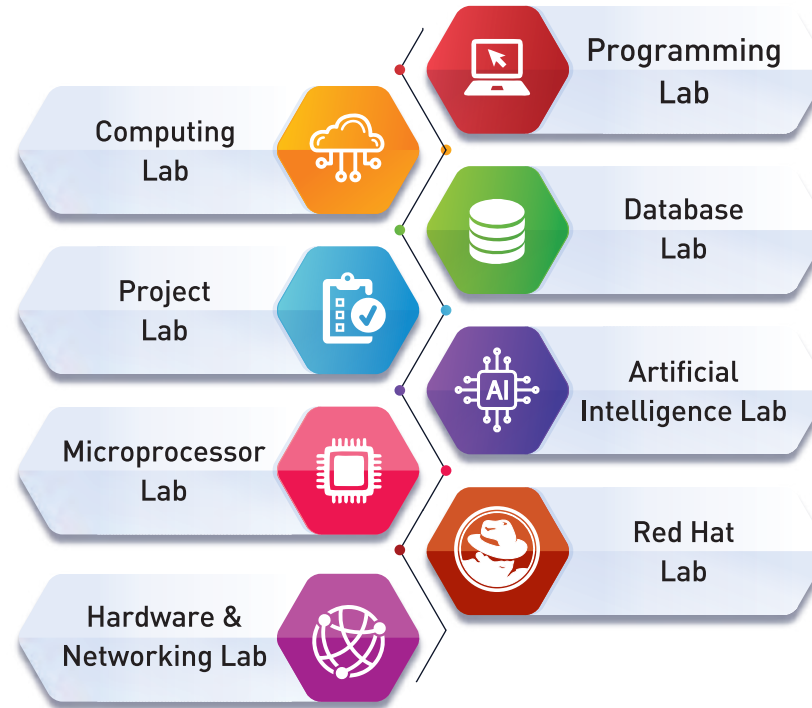 Programming
Lab
Computing
Lab
Database
Lab
Project
Lab
AI
Artificial
Intelligence Lab
Microprocessor
Lab
Red Hat
Lab
Hardware &
Networking Lab